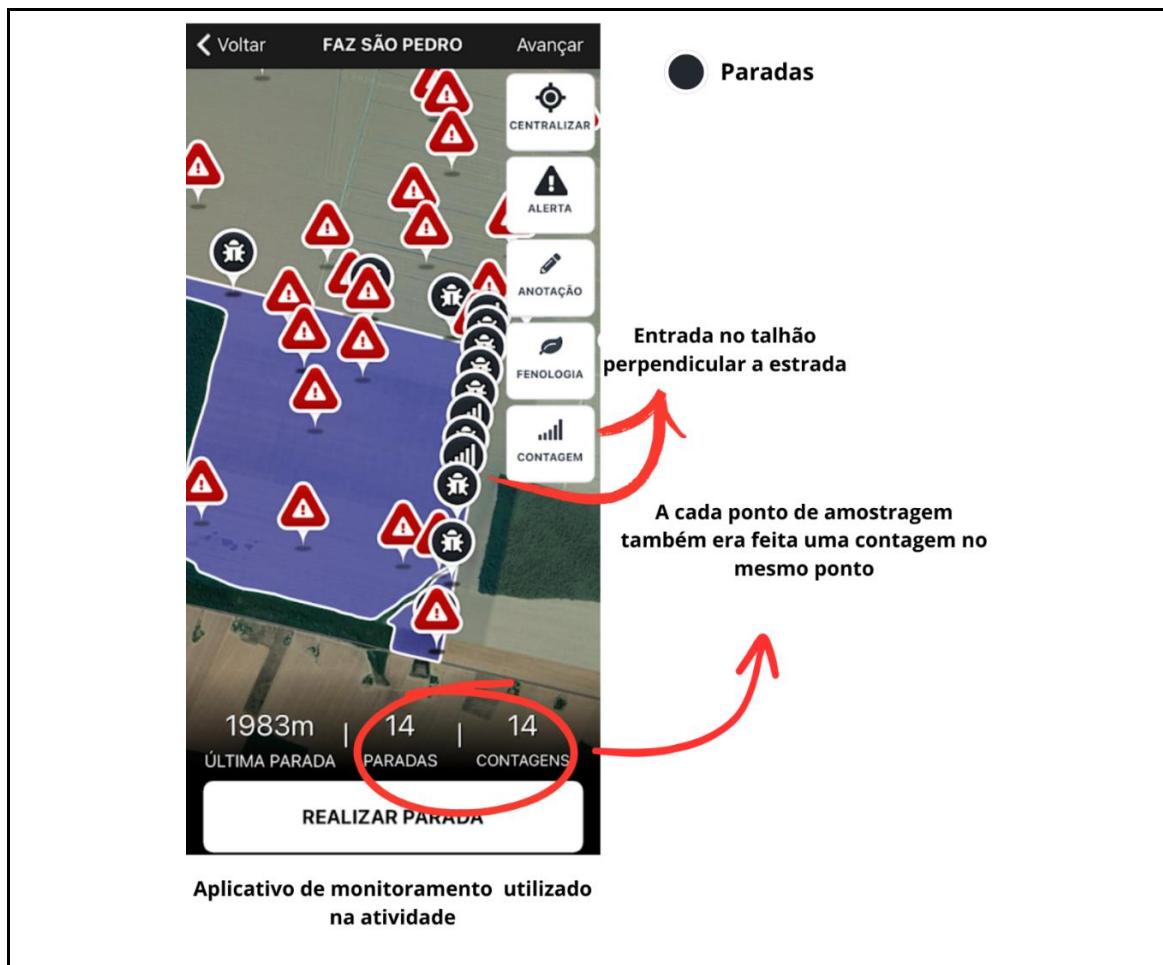 Voltar FAZ SÃO PEDRO Avançar
Paradas
CENTRALIZAR
ALERTA
ANOTAÇÃO
FENOLOGIA
CONTAGEM
Entrada no talhão
perpendicular a estrada
A cada ponto de amostragem
também era feita uma contagem no
mesmo ponto
1983m | 14 | 14
ÚLTIMA PARADA PARADAS CONTAGENS
REALIZAR PARADA
Aplicativo de monitoramento utilizado
na atividade